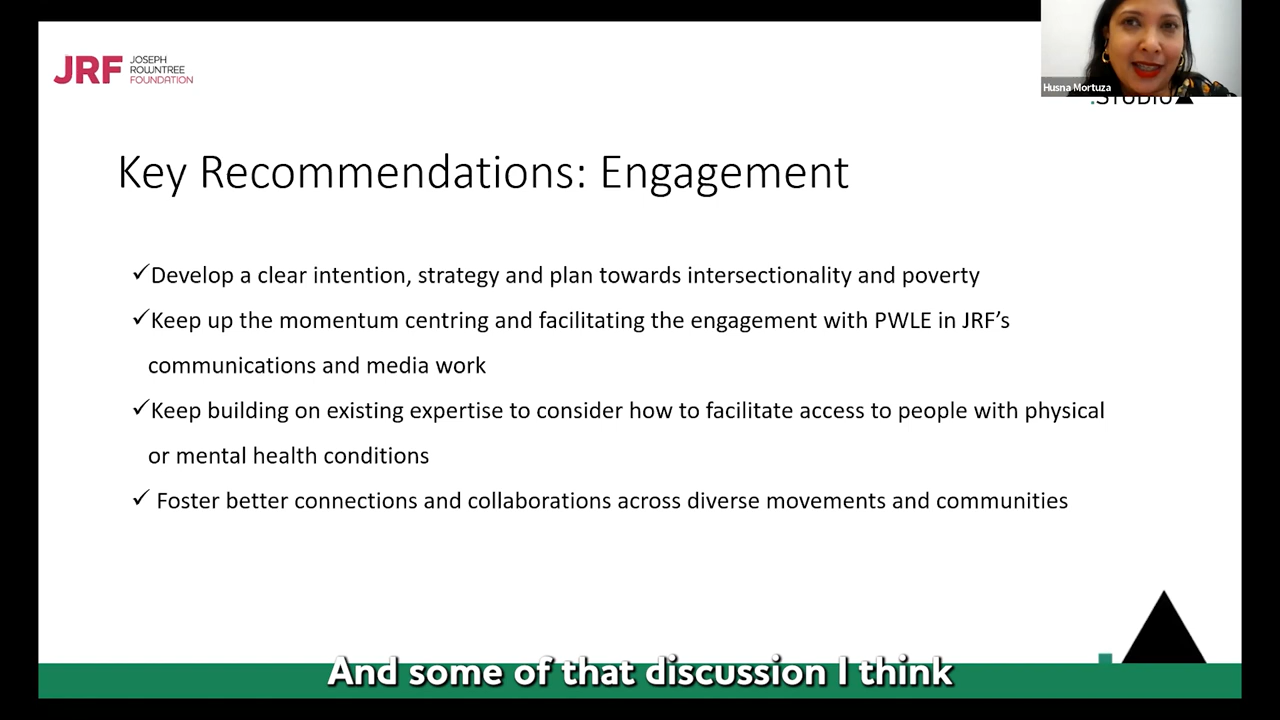 JRF
JOSEPH
ROWNTREE
FOUNDATION
Husna Mortuza
.STUDIO
Key Recommendations: Engagement
✓Develop a clear intention, strategy and plan towards intersectionality and poverty
✓Keep up the momentum centring and facilitating the engagement with PWLE in JRF’s
communications and media work
✓Keep building on existing expertise to consider how to facilitate access to people with physical
or mental health conditions
✓ Foster better connections and collaborations across diverse movements and communities
And some of that discussion I think